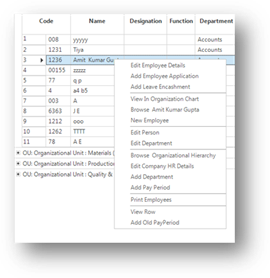 Code Name Designation Function Department
1 008 yyyyy Accounts
2 1231 Tiya Accounts
3 1236 Amit Kumar Gu
4 00155 zzzzz
5 77 q p
6 4 a4 b5
7 003 A
8 6363 J E
9 1212 ooo
10 1262 TTTT
11 78 A E
OU: Organizational Unit : Materials (
OU: Organizational Unit : Production
OU: Organizational Unit : Quality &
Edit Employee Details
Add Employee Application
Add Leave Encashment
View In Organization Chart
Browse Amit Kumar Gupta
New Employee
Edit Person
Edit Department
Browse Organizational Hierarchy
Edit Company HR Details
Add Department
Add Pay Period
Print Employees
View Row
Add Old PayPeriod